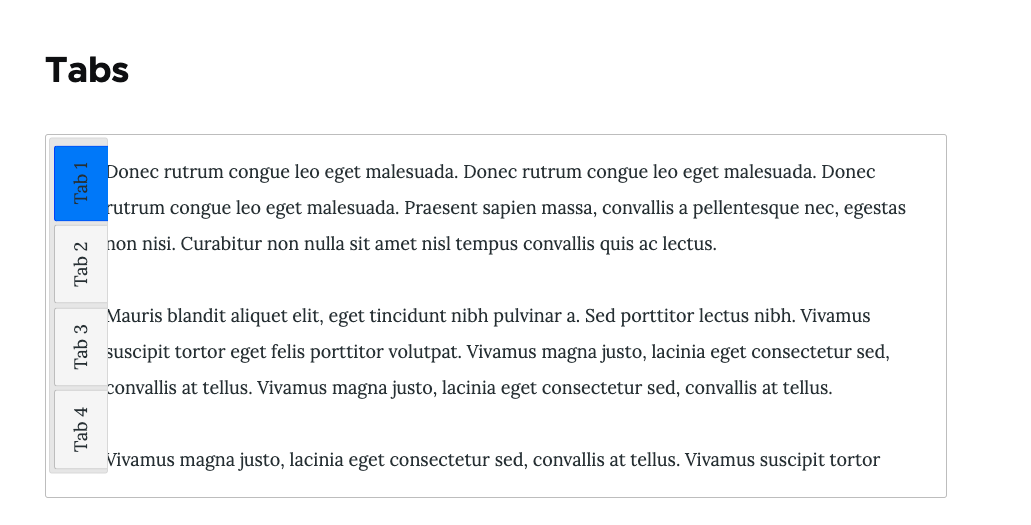 Tabs
Tab 1
Tab 2
Tab 3
Tab 4
Donec rutrum congue leo eget malesuada. Donec rutrum congue leo eget malesuada. Donec
rutrum congue leo eget malesuada. Praesent sapien massa, convallis a pellentesque nec, egestas
non nisi. Curabitur non nulla sit amet nisl tempus convallis quis ac lectus.
Mauris blandit aliquet elit, eget tincidunt nibh pulvinar a. Sed porttitor lectus nibh. Vivamus
suscipit tortor eget felis porttitor volutpat. Vivamus magna justo, lacinia eget consectetur sed,
convallis at tellus. Vivamus magna justo, lacinia eget consectetur sed, convallis at tellus.
Vivamus magna justo, lacinia eget consectetur sed, convallis at tellus. Vivamus suscipit tortor